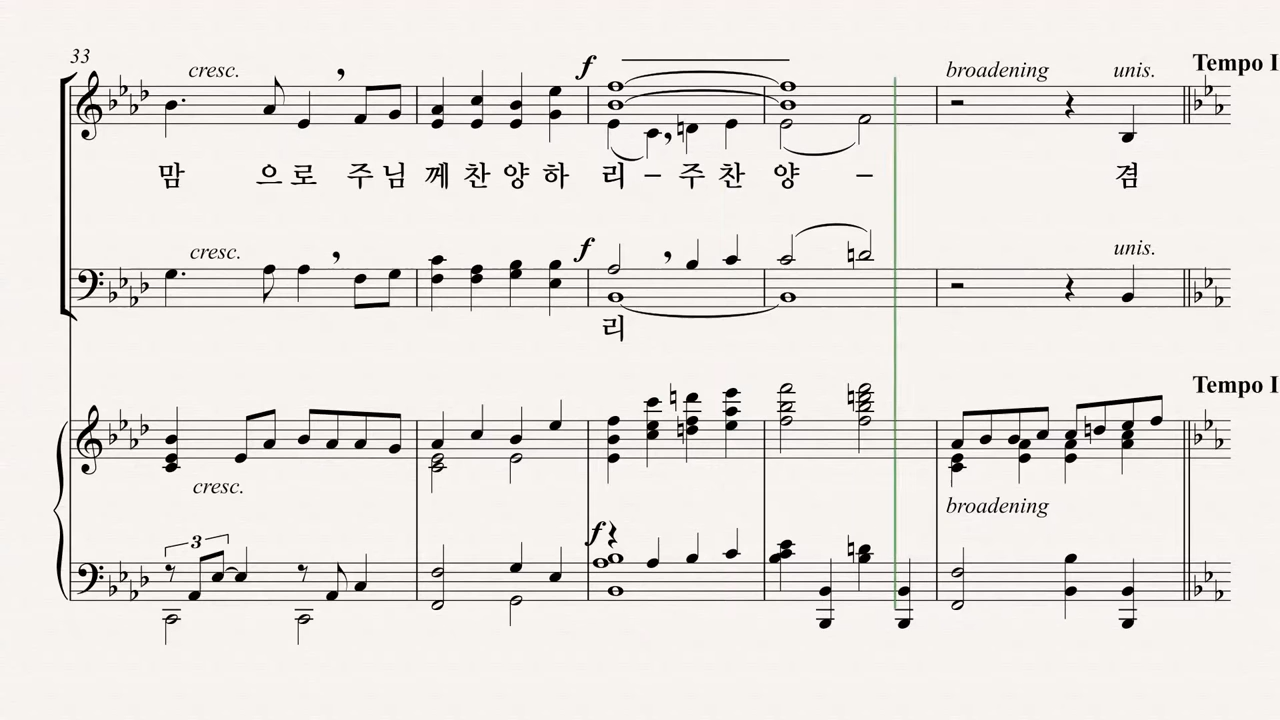 33
Tempo I
cresc.
f
broadening
unis.
맘 으 로 주 님 께 찬 양 하 리 – 주 찬 양 – 겸
cresc.
f
unis.
리
Tempo I
cresc.
broadening
3
f